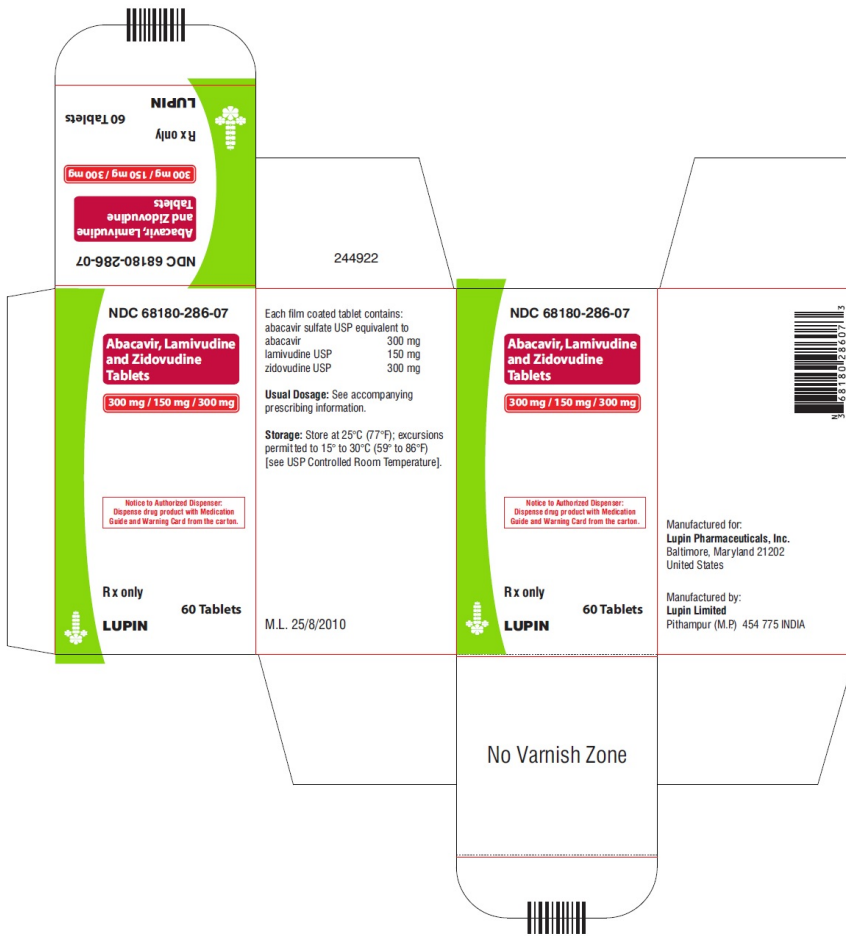 LUPIN
60 Tablets
Rx only
300 mg / 150 mg / 300 mg
Abacavir, Lamivudine
and Zidovudine
Tablets
NDC 68180-286-07
244922
NDC 68180-286-07
Abacavir, Lamivudine
and Zidovudine
Tablets
300 mg / 150 mg / 300 mg
Notice to Authorized Dispenser:
Dispense drug product with Medication
Guide and Warning Card from the carton.
Rx only
60 Tablets
LUPIN
Each film coated tablet contains:
abacavir sulfate USP equivalent to
abacavir 300 mg
lamivudine USP 150 mg
zidovudine USP 300 mg
Usual Dosage: See accompanying
prescribing information.
Storage: Store at 25°C (77°F); excursions
permitted to 15° to 30°C (59° to 86°F)
[see USP Controlled Room Temperature].
M.L. 25/8/2010
NDC 68180-286-07
Abacavir, Lamivudine
and Zidovudine
Tablets
300 mg / 150 mg / 300 mg
Notice to Authorized Dispenser:
Dispense drug product with Medication
Guide and Warning Card from the carton.
Rx only
60 Tablets
LUPIN
N
3 68180 28607 3
Manufactured for:
Lupin Pharmaceuticals, Inc.
Baltimore, Maryland 21202
United States
Manufactured by:
Lupin Limited
Pithampur (M.P.) 454 775 INDIA
No Varnish Zone